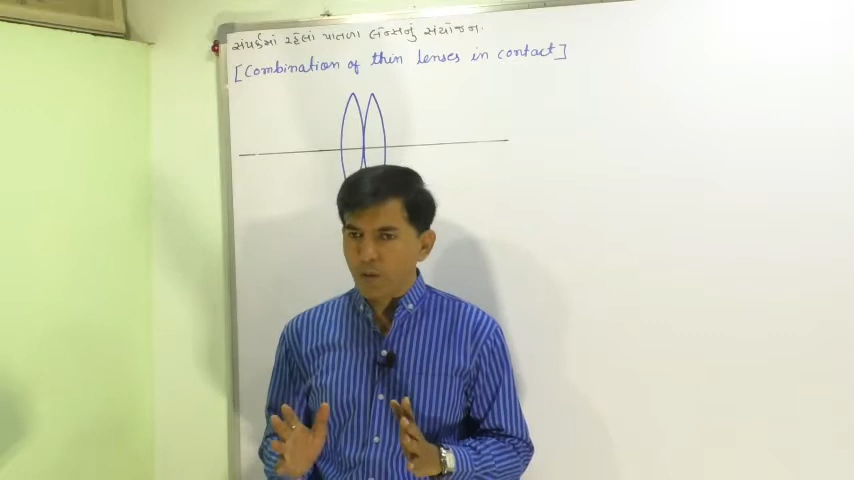 સંપર્કમાં રહેલાં પાતળા લેન્સનું સંયોજન.
[Combination of thin lenses in contact]